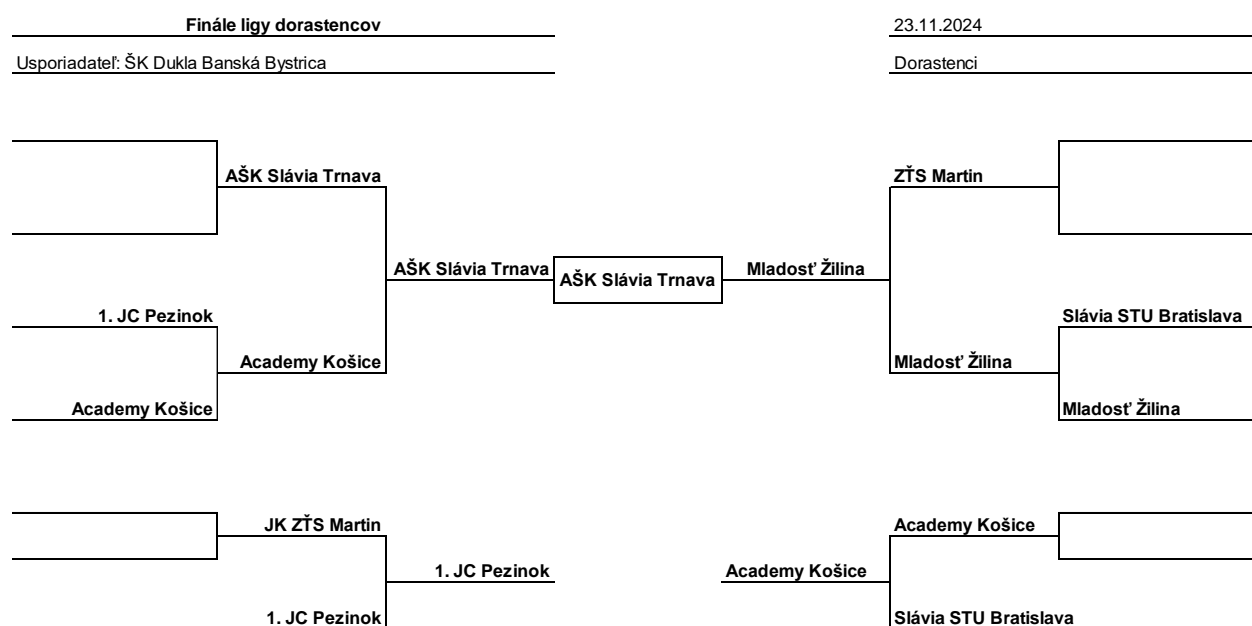 Finále ligy dorastencov
23.11.2024
Usporiadateľ: ŠK Dukla Banská Bystrica
Dorastenci
AŠK Slávia Trnava
ZŤS Martin
AŠK Slávia Trnava
AŠK Slávia Trnava
Mladosť Žilina
1. JC Pezinok
Slávia STU Bratislava
Academy Košice
Mladosť Žilina
Academy Košice
Mladosť Žilina
JK ZŤS Martin
Academy Košice
1. JC Pezinok
Academy Košice
1. JC Pezinok
Slávia STU Bratislava